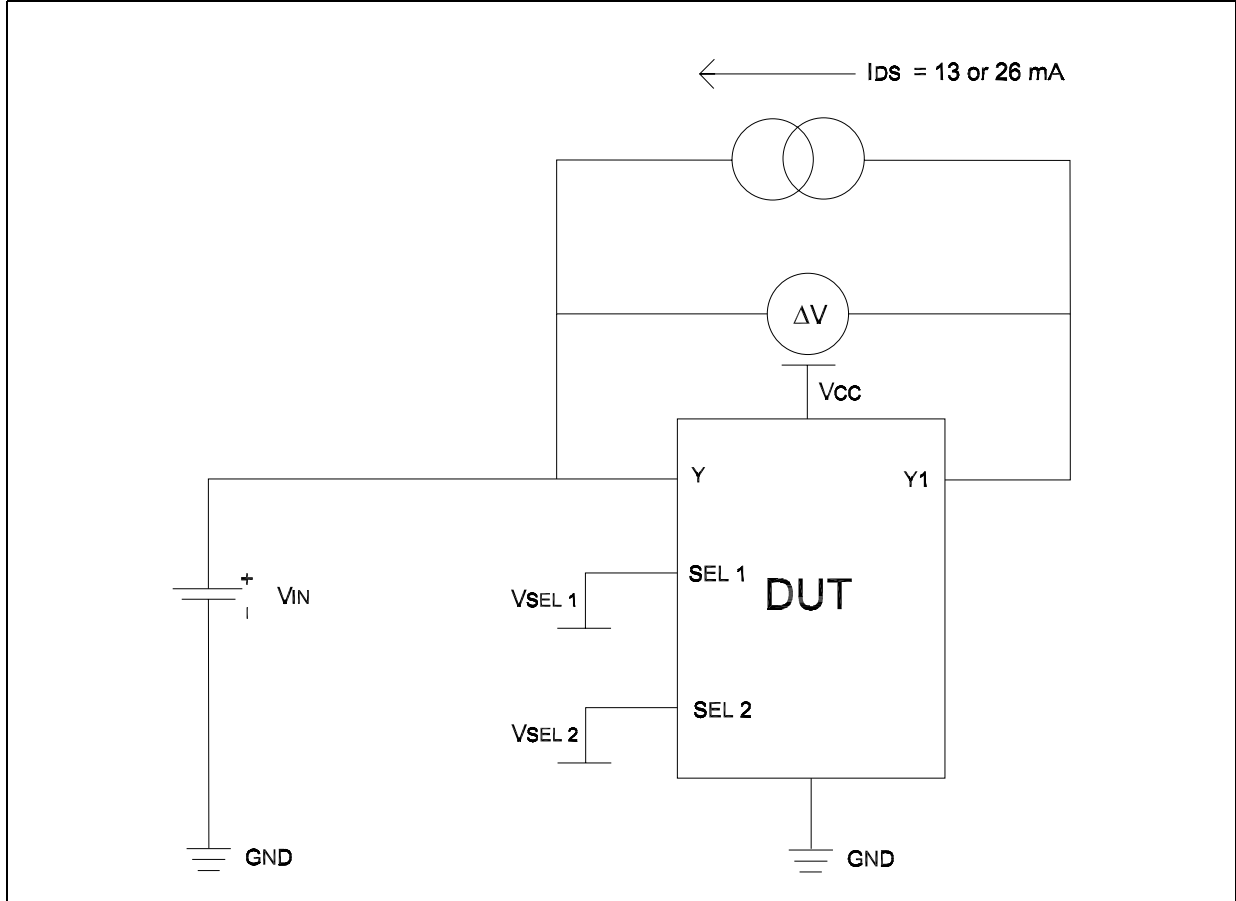 IDS = 13 or 26 mA
ΔV
VCC
Y
Y1
SEL 1
DUT
+
VIN
-
VSEL 1
SEL 2
VSEL 2
GND
GND